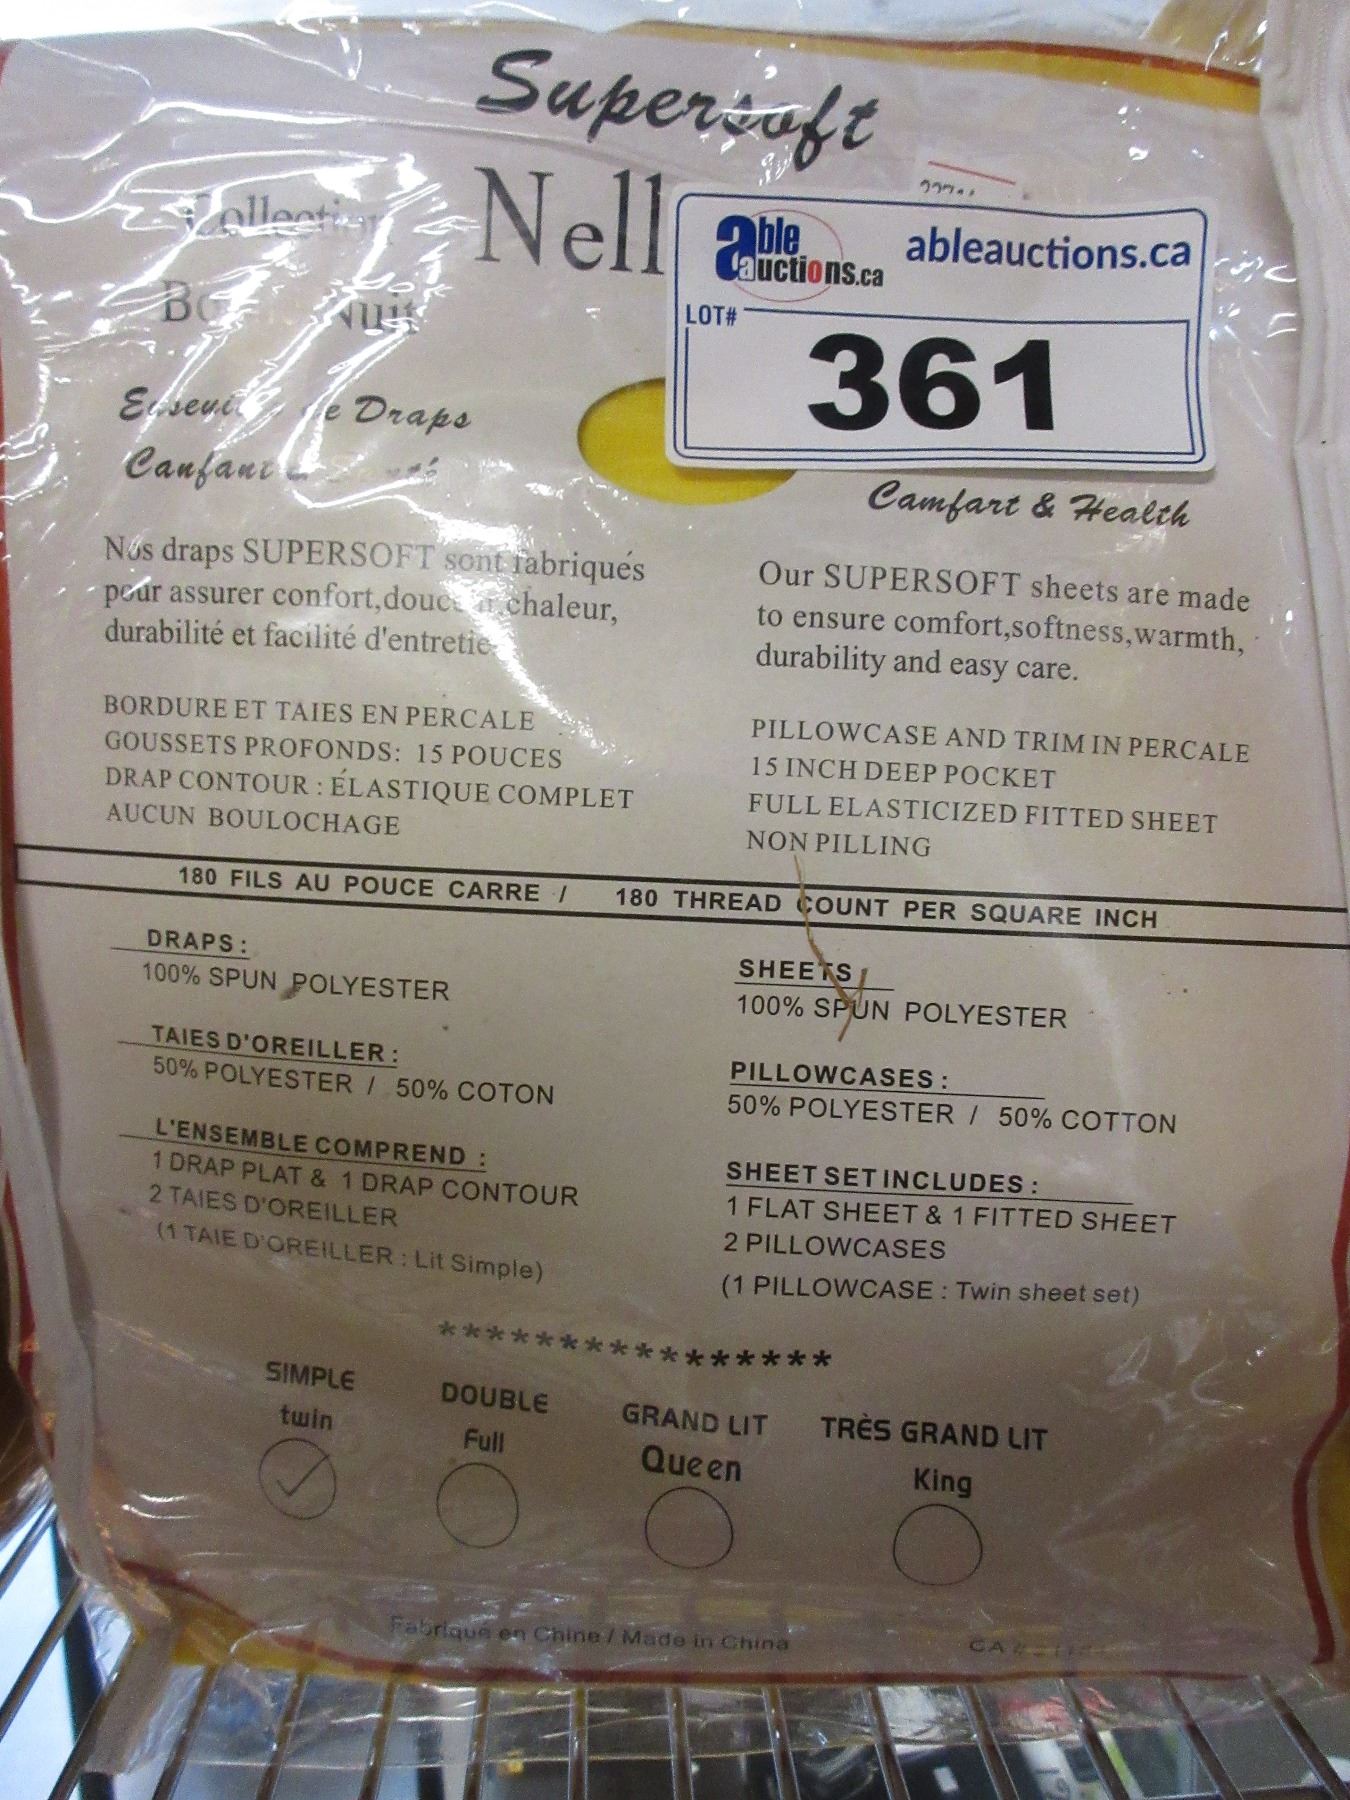 Supersoft
Collection
Nell
Nuit
able auctions.ca
ableauctions.ca
LOT#
361
de Draps
Canfant & Santé
Camfart & Health
Nos draps SUPERSOFT sont fabriqués
pour assurer confort,douceur,chaleur,
durabilité et facilité d'entretien.
Our SUPERSOFT sheets are made
to ensure comfort,softness,warmth,
durability and easy care.
BORDURE ET TAIES EN PERCALE
GOUSSETS PROFONDS: 15 POUCES
DRAP CONTOUR : ÉLASTIQUE COMPLET
AUCUN BOULOCHAGE
PILLOWCASE AND TRIM IN PERCALE
15 INCH DEEP POCKET
FULL ELASTICIZED FITTED SHEET
NON PILLING
180 FILS AU POUCE CARRE / 180 THREAD COUNT PER SQUARE INCH
DRAPS:
100% SPUN POLYESTER
TAIES D'OREILLER:
50% POLYESTER / 50% COTON
L'ENSEMBLE COMPREND :
1 DRAP PLAT & 1 DRAP CONTOUR
2 TAIES D'OREILLER
(1 TAIE D'OREILLER : Lit Simple)
SHEETS:
100% SPUN POLYESTER
PILLOWCASES:
50% POLYESTER / 50% COTTON
SHEET SET INCLUDES:
1 FLAT SHEET & 1 FITTED SHEET
2 PILLOWCASES
(1 PILLOWCASE : Twin sheet set)
***************
SIMPLE
twin
DOUBLE
Full
GRAND LIT
Queen
TRÈS GRAND LIT
King
Fabrique en Chine / Made in China